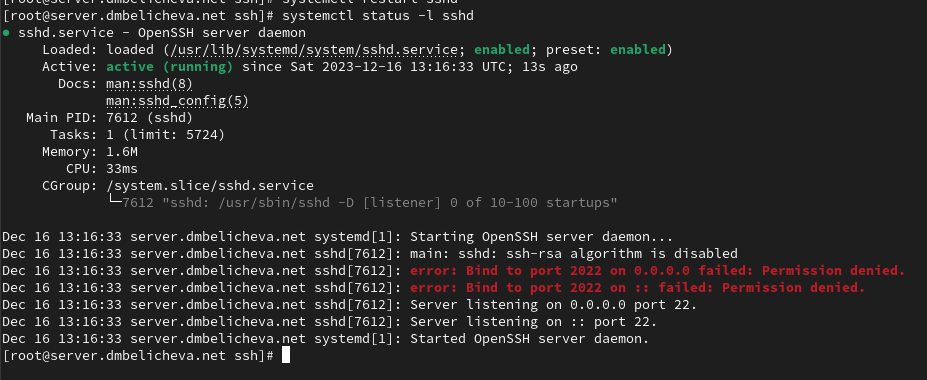 [root@server.dmbelicheva.net ssh]# systemctl restart sshd
[root@server.dmbelicheva.net ssh]# systemctl status -l sshd
● sshd.service - OpenSSH server daemon
Loaded: loaded (/usr/lib/systemd/system/sshd.service; enabled; preset: enabled)
Active: active (running) since Sat 2023-12-16 13:16:33 UTC; 13s ago
Docs: man:sshd(8)
man:sshd_config(5)
Main PID: 7612 (sshd)
Tasks: 1 (limit: 5724)
Memory: 1.6M
CPU: 33ms
CGroup: /system.slice/sshd.service
└─7612 "sshd: /usr/sbin/sshd -D [listener] 0 of 10-100 startups"
Dec 16 13:16:33 server.dmbelicheva.net systemd[1]: Starting OpenSSH server daemon...
Dec 16 13:16:33 server.dmbelicheva.net sshd[7612]: main: sshd: ssh-rsa algorithm is disabled
Dec 16 13:16:33 server.dmbelicheva.net sshd[7612]: error: Bind to port 2022 on 0.0.0.0 failed: Permission denied.
Dec 16 13:16:33 server.dmbelicheva.net sshd[7612]: error: Bind to port 2022 on :: failed: Permission denied.
Dec 16 13:16:33 server.dmbelicheva.net sshd[7612]: Server listening on 0.0.0.0 port 22.
Dec 16 13:16:33 server.dmbelicheva.net sshd[7612]: Server listening on :: port 22.
Dec 16 13:16:33 server.dmbelicheva.net systemd[1]: Started OpenSSH server daemon.
[root@server.dmbelicheva.net ssh]#